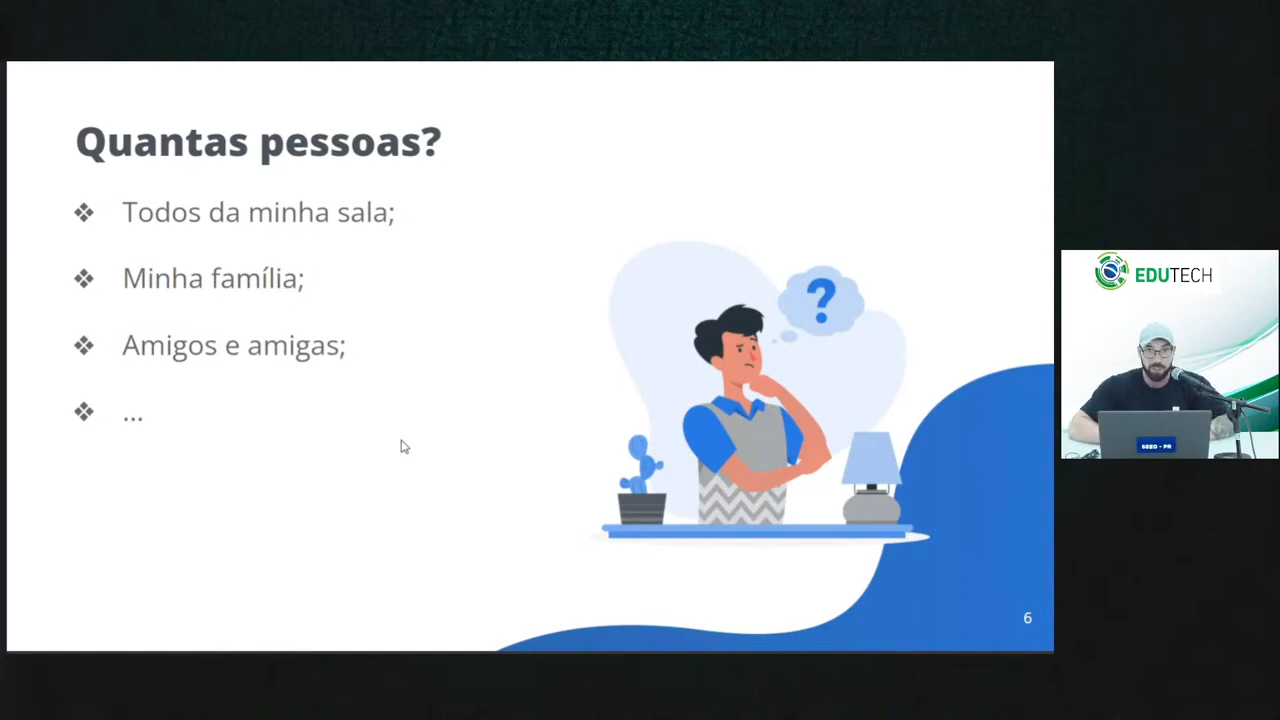 Quantas pessoas?
❖ Todos da minha sala;
❖ Minha família;
❖ Amigos e amigas;
❖ ...
?
6
EDUTECH
SEED - PR